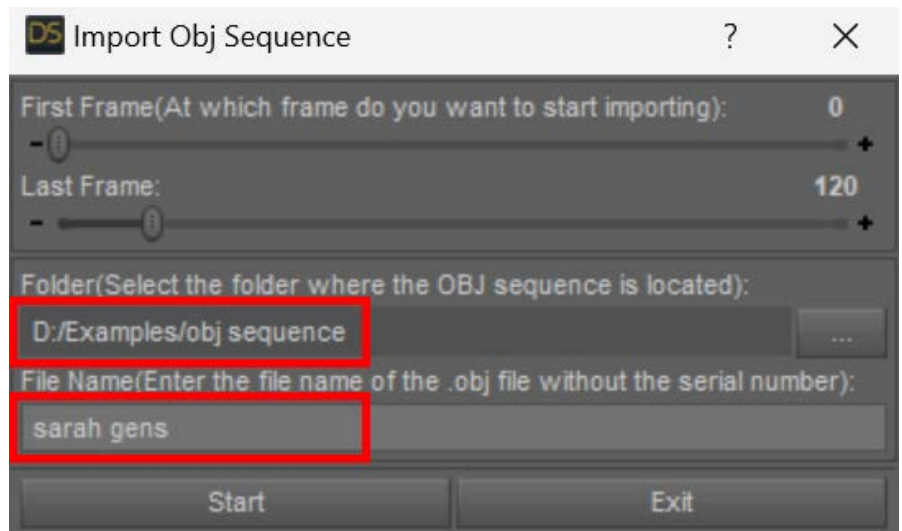 DS Import Obj Sequence ? ×
First Frame(At which frame do you want to start importing): 0
- +
Last Frame: 120
- +
Folder(Select the folder where the OBJ sequence is located):
D:/Examples/obj sequence ...
File Name(Enter the file name of the .obj file without the serial number):
sarah gens
Start Exit